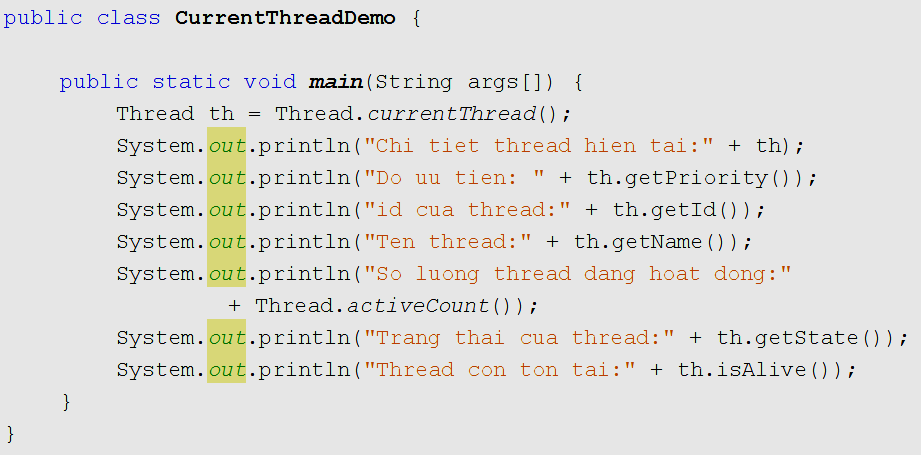 public class CurrentThreadDemo {
public static void main(String args[]) {
Thread th = Thread.currentThread();
System.out.println("Chi tiet thread hien tai:" + th);
System.out.println("Do uu tien: " + th.getPriority());
System.out.println("id cua thread:" + th.getId());
System.out.println("Ten thread:" + th.getName());
System.out.println("So luong thread dang hoat dong:"
+ Thread.activeCount());
System.out.println("Trang thai cua thread:" + th.getState());
System.out.println("Thread con ton tai:" + th.isAlive());
}
}